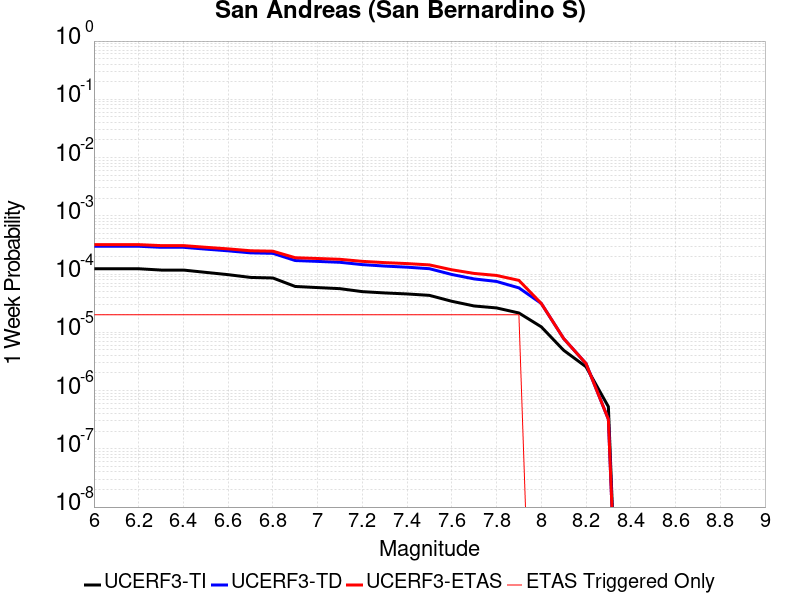 San Andreas (San Bernardino S)
10^0
10^-1
10^-2
10^-3
10^-4
10^-5
10^-6
10^-7
10^-8
1 Week Probability
6 6.2 6.4 6.6 6.8 7 7.2 7.4 7.6 7.8 8 8.2 8.4 8.6 8.8 9
Magnitude
UCERF3-TI UCERF3-TD UCERF3-ETAS ETAS Triggered Only